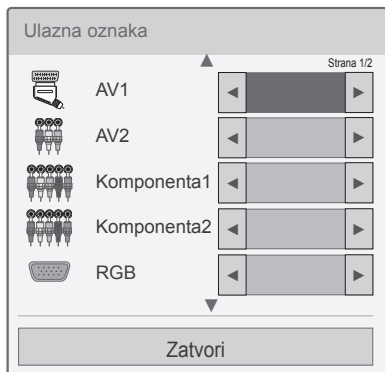 Ulazna oznaka
Strana 1/2
AV1
AV2
Komponenta1
Komponenta2
RGB
Zatvori